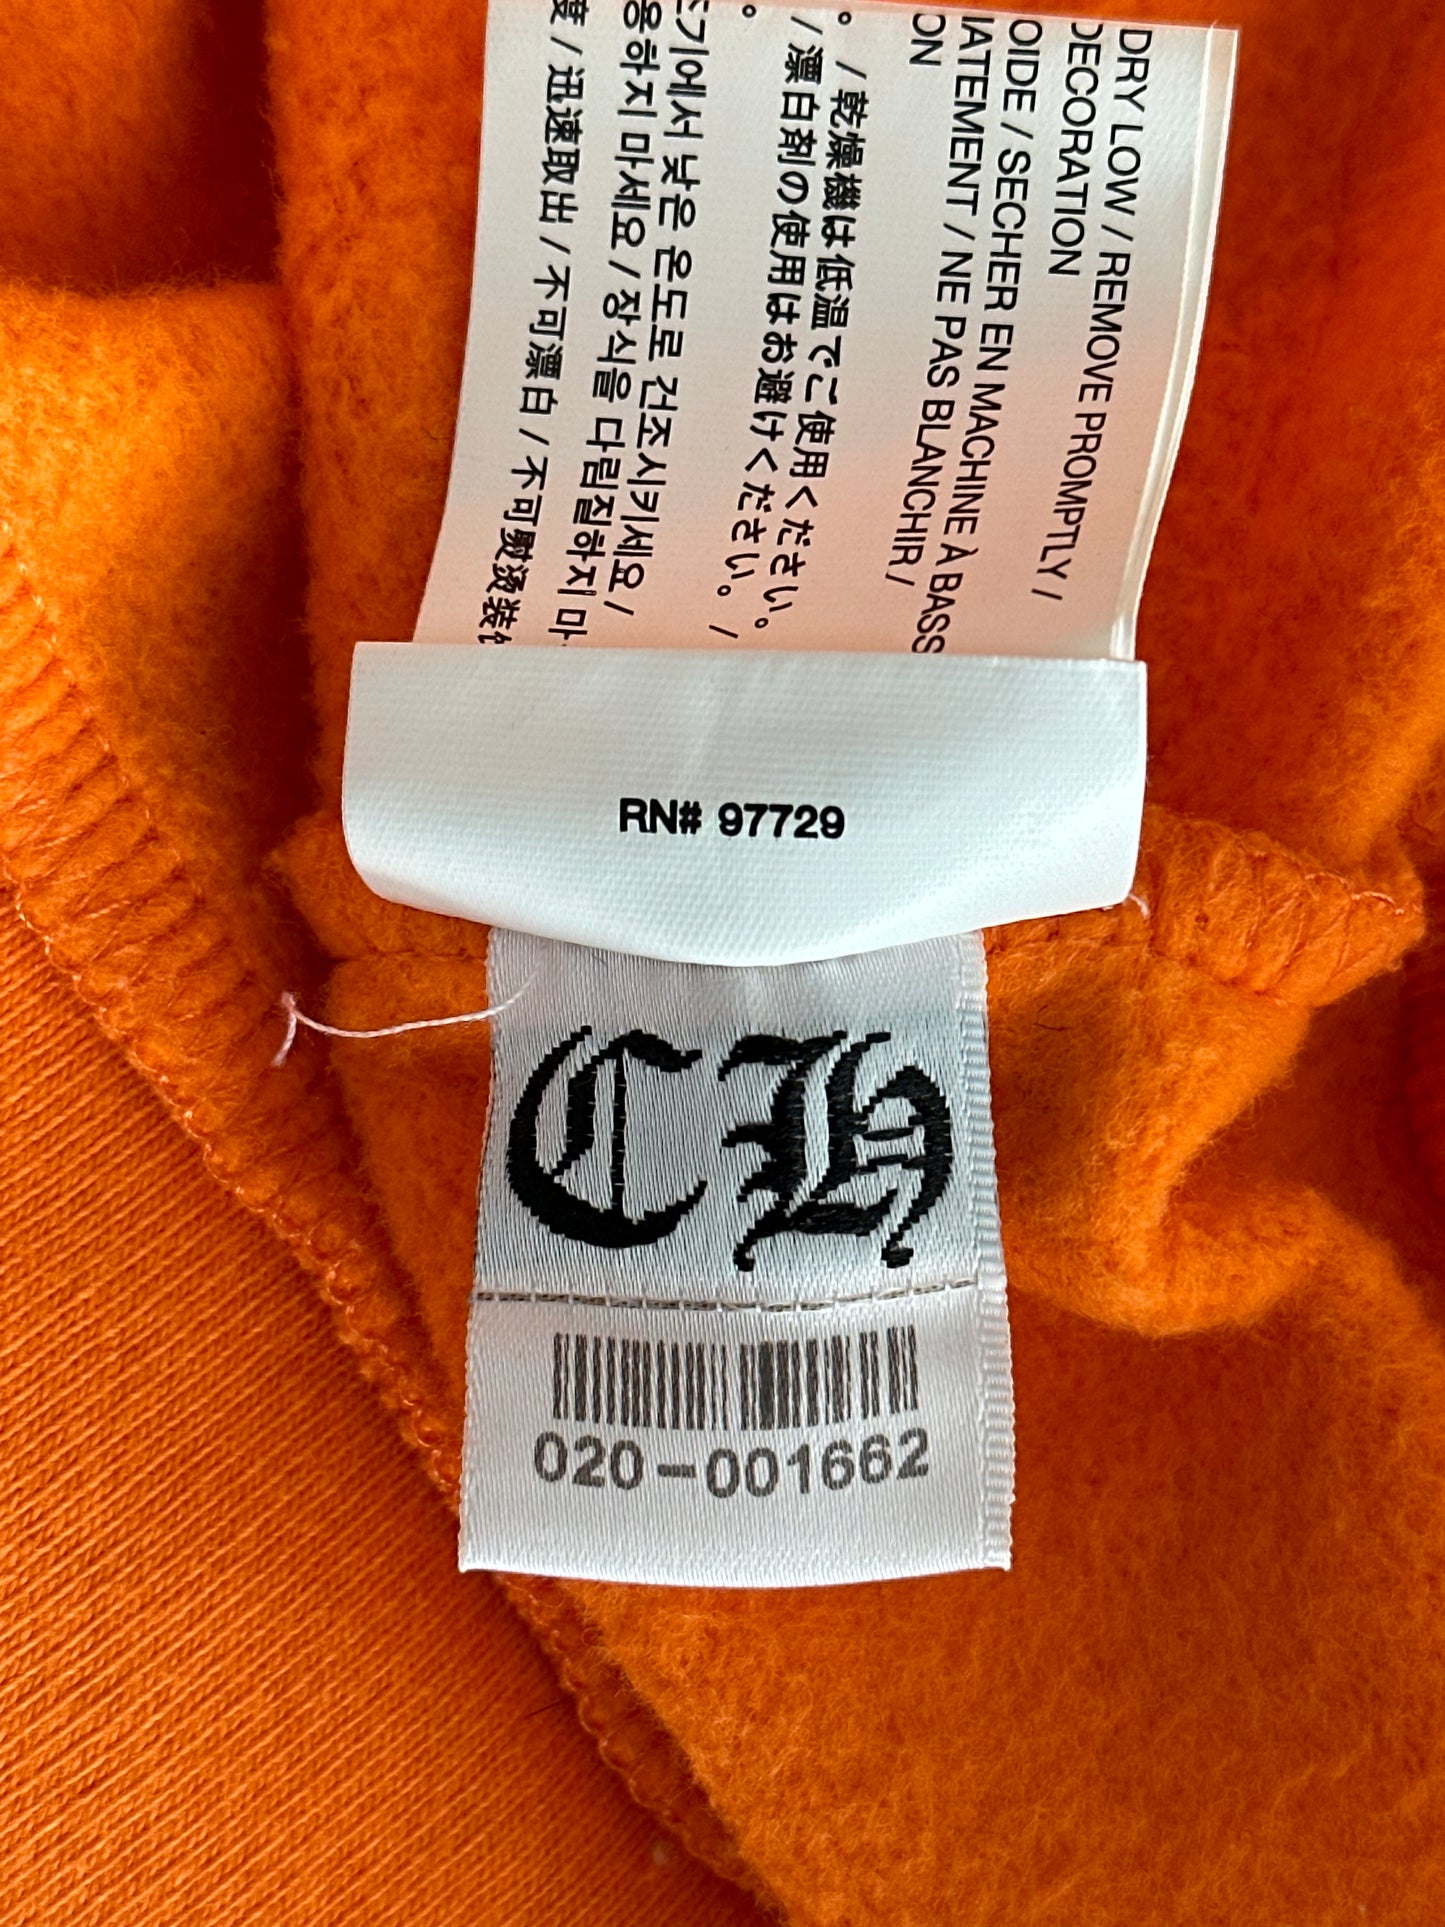 DRY LOW / REMOVE PROMPTLY /
DECORATION
OIDE / SECHER EN MACHINE À BASS
IATEMENT / NE PAS BLANCHIR /
ON
。 / 乾燥機は低温でご使用ください。
/ 漂白剤の使用はお避けください。 /
。
기에서 낮은 온도로 건조시키세요 /
용하지 마세요 / 장식을 다림질하지 마
/ 迅速取出 / 不可漂白 / 不可熨烫装
RN# 97729
CH
020-001662